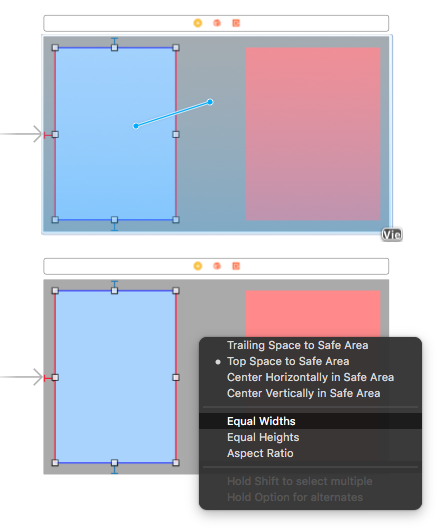 Vie
Trailing Space to Safe Area
Top Space to Safe Area
Center Horizontally in Safe Area
Center Vertically in Safe Area
Equal Widths
Equal Heights
Aspect Ratio
Hold Shift to select multiple
Hold Option for alternates